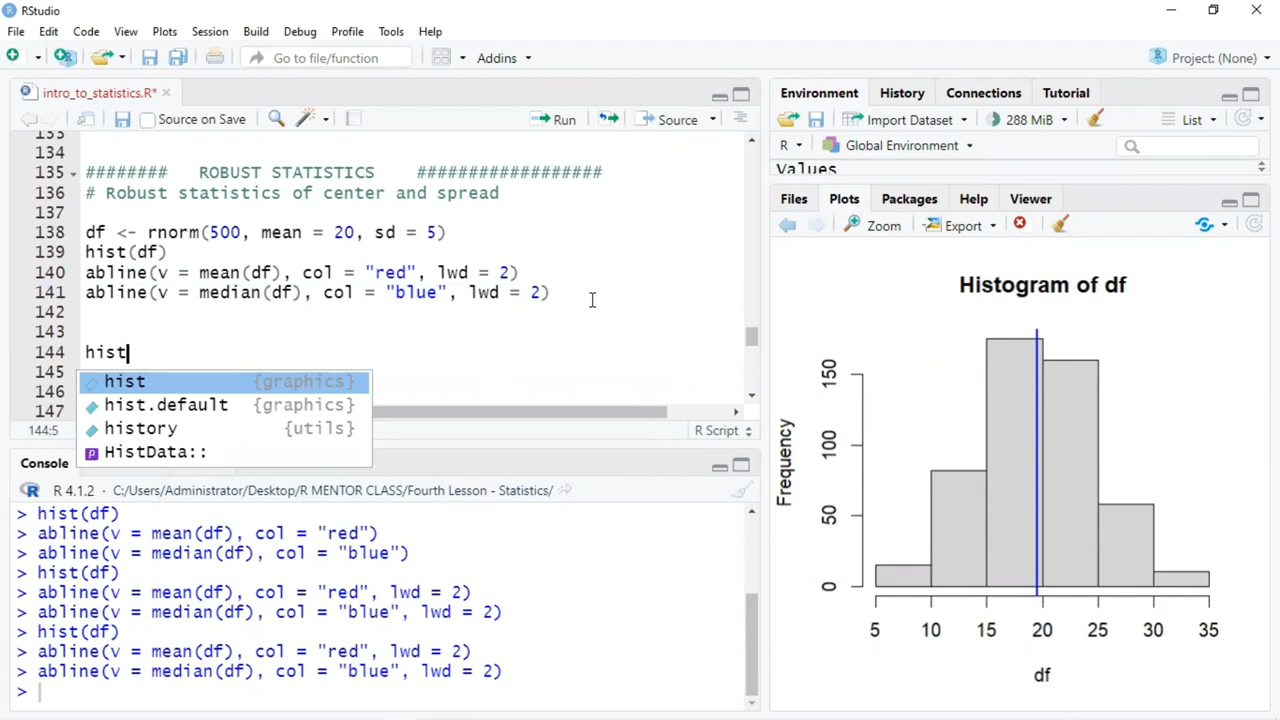 RStudio
File Edit Code View Plots Session Build Debug Profile Tools Help
Go to file/function Addins Project: (None)
intro_to_statistics.R*
Source on Save Run Source
133
134
135 ######## ROBUST STATISTICS ##################
136 # Robust statistics of center and spread
137
138 df <- rnorm(500, mean = 20, sd = 5)
139 hist(df)
140 abline(v = mean(df), col = "red", lwd = 2)
141 abline(v = median(df), col = "blue", lwd = 2)
142
143
144 hist
145
146
147
hist {graphics}
hist.default {graphics}
history {utils}
HistData::
144:5 R Script
Console
R 4.1.2 · C:/Users/Administrator/Desktop/R MENTOR CLASS/Fourth Lesson - Statistics/
> hist(df)
> abline(v = mean(df), col = "red")
> abline(v = median(df), col = "blue")
> hist(df)
> abline(v = mean(df), col = "red", lwd = 2)
> abline(v = median(df), col = "blue", lwd = 2)
> hist(df)
> abline(v = mean(df), col = "red", lwd = 2)
> abline(v = median(df), col = "blue", lwd = 2)
>
Environment History Connections Tutorial
Import Dataset 288 MiB List
R Global Environment
Values
Files Plots Packages Help Viewer
Zoom Export
Histogram of df
Frequency
150
100
50
0
5 10 15 20 25 30 35
df